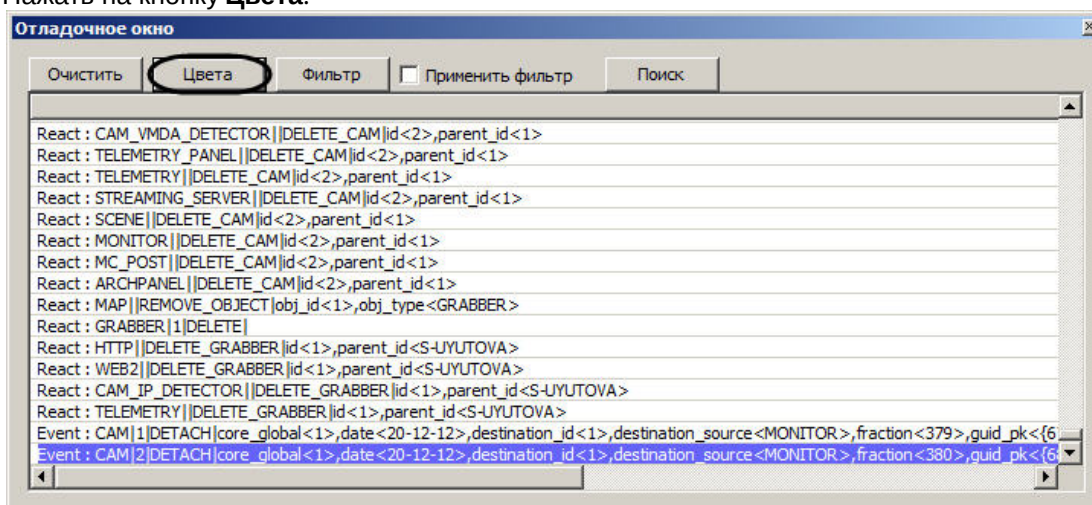 Нажать на кнопку Цвета.
Отладочное окно
Очистить Цвета Фильтр Применить фильтр Поиск
React : CAM_VMDA_DETECTOR||DELETE_CAM|id<2>,parent_id<1>
React : TELEMETRY_PANEL||DELETE_CAM|id<2>,parent_id<1>
React : TELEMETRY||DELETE_CAM|id<2>,parent_id<1>
React : STREAMING_SERVER||DELETE_CAM|id<2>,parent_id<1>
React : SCENE||DELETE_CAM|id<2>,parent_id<1>
React : MONITOR||DELETE_CAM|id<2>,parent_id<1>
React : MC_POST||DELETE_CAM|id<2>,parent_id<1>
React : ARCHPANEL||DELETE_CAM|id<2>,parent_id<1>
React : MAP||REMOVE_OBJECT|obj_id<1>,obj_type<GRABBER>
React : GRABBER|1|DELETE|
React : HTTP||DELETE_GRABBER|id<1>,parent_id<S-UYUTOVA>
React : WEB2||DELETE_GRABBER|id<1>,parent_id<S-UYUTOVA>
React : CAM_IP_DETECTOR||DELETE_GRABBER|id<1>,parent_id<S-UYUTOVA>
React : TELEMETRY||DELETE_GRABBER|id<1>,parent_id<S-UYUTOVA>
Event : CAM|1|DETACH|core_global<1>,date<20-12-12>,destination_id<1>,destination_source<MONITOR>,fraction<379>,guid_pk<{6
Event : CAM|2|DETACH|core_global<1>,date<20-12-12>,destination_id<1>,destination_source<MONITOR>,fraction<380>,guid_pk<{6